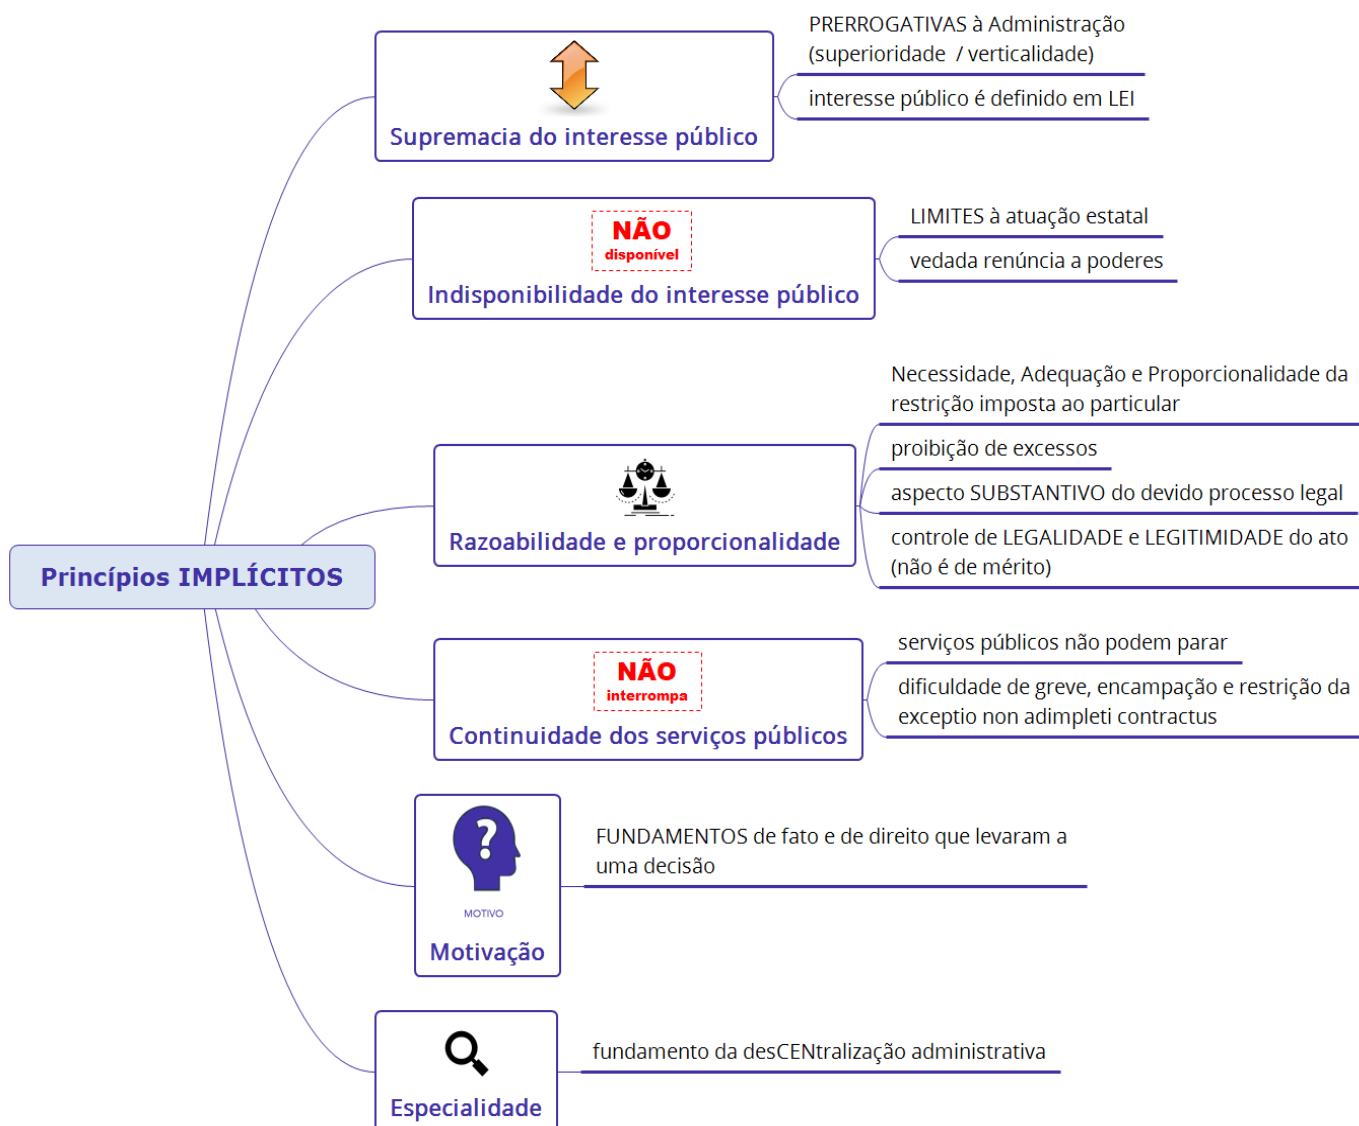 PRERROGATIVAS à Administração
(superioridade / verticalidade)
interesse público é definido em LEI
Supremacia do interesse público
NÃO
disponível
Indisponibilidade do interesse público
LIMITES à atuação estatal
vedada renúncia a poderes
Necessidade, Adequação e Proporcionalidade da
restrição imposta ao particular
proibição de excessos
aspecto SUBSTANTIVO do devido processo legal
controle de LEGALIDADE e LEGITIMIDADE do ato
(não é de mérito)
Razoabilidade e proporcionalidade
Princípios IMPLÍCITOS
NÃO
interrompa
Continuidade dos serviços públicos
serviços públicos não podem parar
dificuldade de greve, encampação e restrição da
exceptio non adimpleti contractus
?
MOTIVO
Motivação
FUNDAMENTOS de fato e de direito que levaram a
uma decisão
Especialidade
fundamento da desCENtralização administrativa